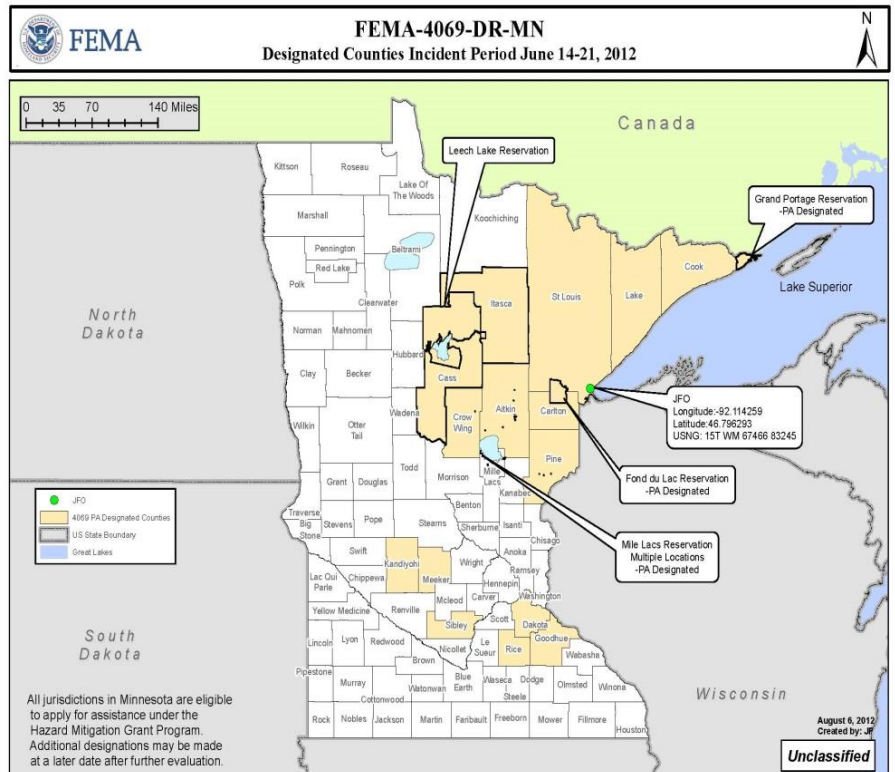 FEMA
FEMA-4069-DR-MN
Designated Counties Incident Period June 14-21, 2012
N
0 35 70 140 Miles
Canada
Leech Lake Reservation
Kittson
Roseau
Lake Of
The Woods
Koochiching
Grand Portage Reservation
-PA Designated
Marshall
Beltrami
Pennington
Red Lake
Polk
Clearwater
Itasca
St Louis
Lake
Cook
Lake Superior
North
Dakota
Norman
Mahnomen
Hubbard
Clay
Becker
Cass
Wadena
Crow
Wing
Aitkin
Carlton
JFO
Longitude:-92.114259
Latitude:46.796293
USNG: 15T WM 67466 83245
Wilkin
Otter
Tail
Todd
Morrison
Mille
Lacs
Pine
Kanabec
Fond du Lac Reservation
-PA Designated
Grant
Douglas
Benton
JFO
4069 PA Designated Counties
US State Boundary
Great Lakes
Traverse
Big
Stone
Stevens
Pope
Stearns
Sherburne
Isanti
Chisago
Mile Lacs Reservation
Multiple Locations
-PA Designated
Swift
Kandiyohi
Meeker
Wright
Anoka
Ramsey
Hennepin
Washington
Lac Qui
Parle
Chippewa
Mcleod
Carver
Yellow Medicine
Renville
Sibley
Scott
Dakota
Goodhue
South
Dakota
Lincoln
Lyon
Redwood
Nicollet
Le
Sueur
Rice
Wabasha
Brown
Pipestone
Murray
Cottonwood
Watonwan
Blue
Earth
Waseca
Steele
Dodge
Olmsted
Winona
Wisconsin
Rock
Nobles
Jackson
Martin
Faribault
Freeborn
Mower
Fillmore
Houston
All jurisdictions in Minnesota are eligible
to apply for assistance under the
Hazard Mitigation Grant Program.
Additional designations may be made
at a later date after further evaluation.
August 6, 2012
Created by: JF
Unclassified